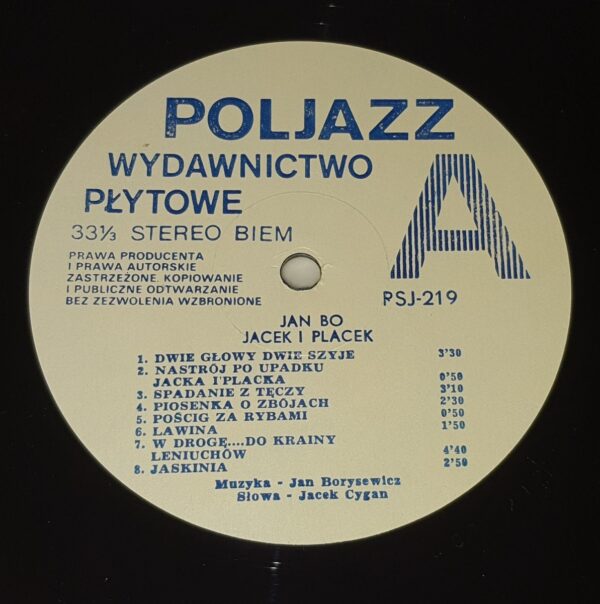 POLJAZZ
WYDAWNICTWO
PŁYTOWE
A
33⅓ STEREO BIEM
PRAWA PRODUCENTA
I PRAWA AUTORSKIE
ZASTRZEŻONE. KOPIOWANIE
I PUBLICZNE ODTWARZANIE
BEZ ZEZWOLENIA WZBRONIONE
PSJ-219
JAN BO
JACEK I PLACEK
1. DWIE GŁOWY DWIE SZYJE 3'30
2. NASTRÓJ PO UPADKU
JACKA I PLACKA 0'50
3. SPADANIE Z TĘCZY 3'10
4. PIOSENKA O ZBÓJACH 2'30
5. POŚCIG ZA RYBAMI 0'50
6. LAWINA 1'50
7. W DROGĘ....DO KRAINY
LENIUCHÓW 4'40
8. JASKINIA 2'50
Muzyka - Jan Borysewicz
Słowa - Jacek Cygan